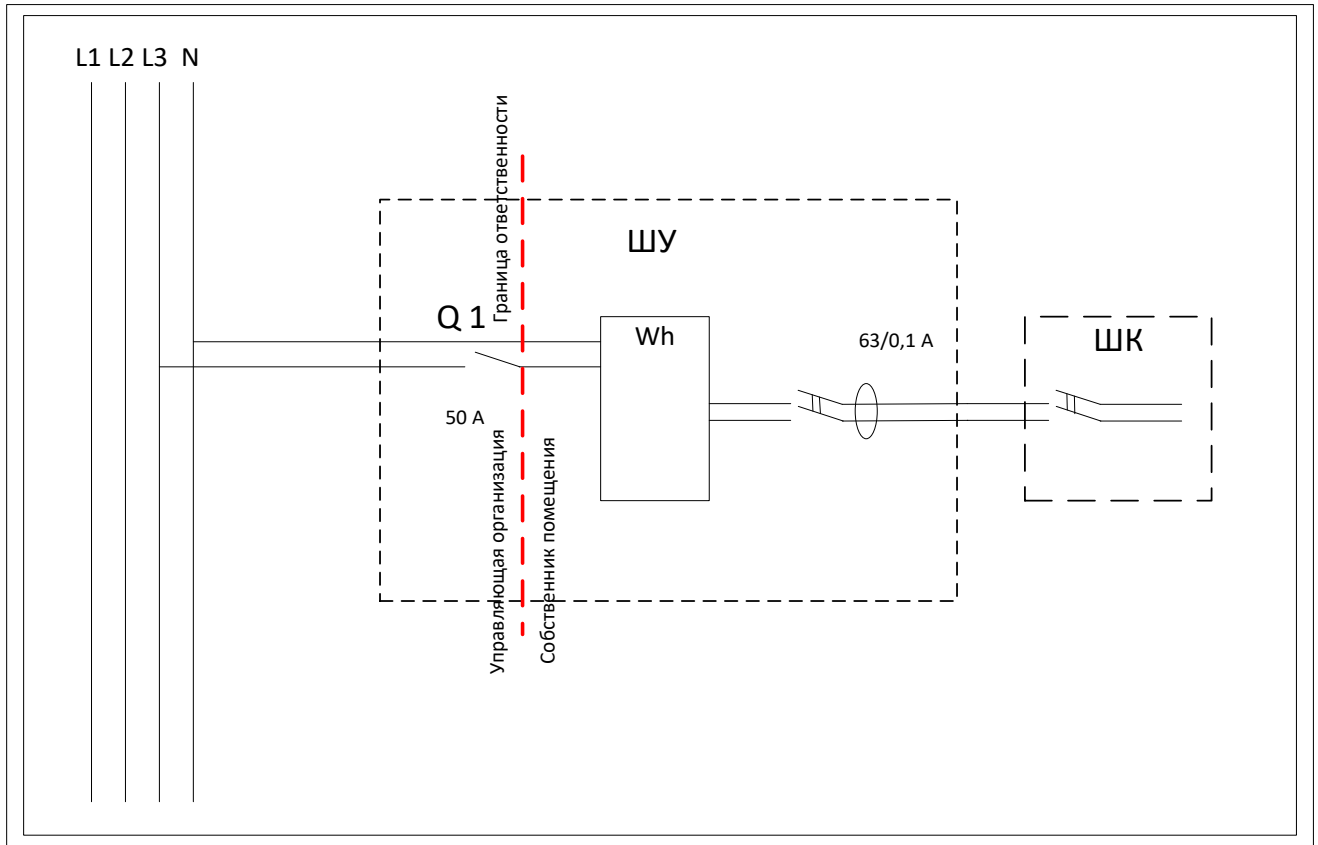 L1 L2 L3 N
Граница ответственности
ШУ
Q 1
Wh
63/0,1 А
ШК
50 А
Управляющая организация
Собственник помещения